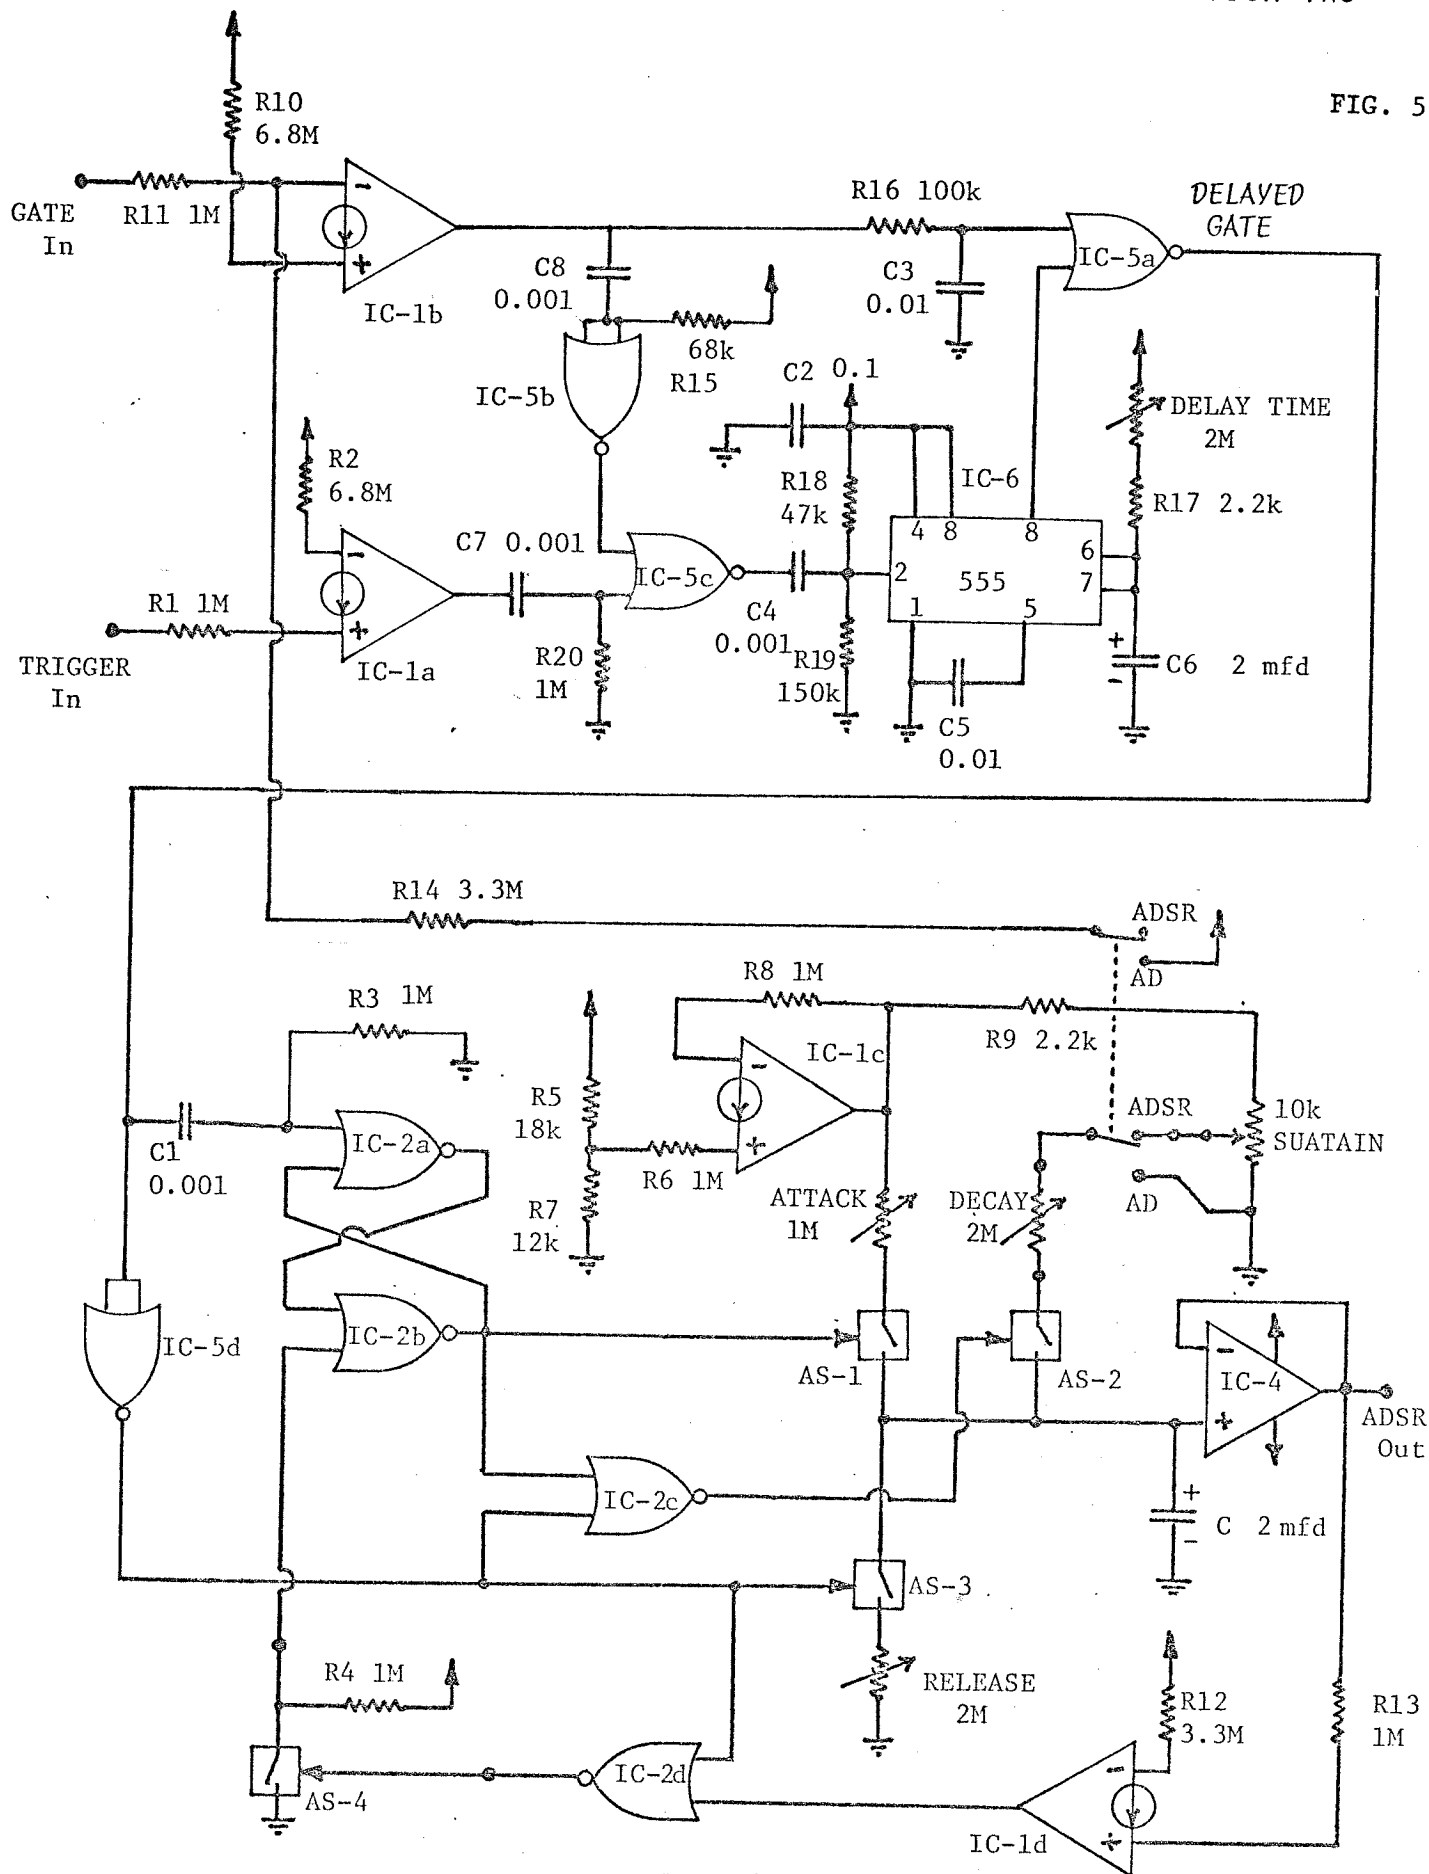 FIG. 5
R10
6.8M
GATE
In
R11 1M
-
+
IC-1b
R16 100k
C3
0.01
DELAYED
GATE
IC-5a
C8
0.001
68k
R15
IC-5b
C2 0.1
DELAY TIME
2M
R2
6.8M
R18
47k
IC-6
R17 2.2k
C7 0.001
-
+
IC-1a
R1 1M
TRIGGER
In
R20
1M
IC-5c
C4
0.001
R19
150k
4 8 8
6
2 555 7
1 5
C5
0.01
+
-
C6 2 mfd
R14 3.3M
ADSR
AD
R3 1M
R8 1M
R9 2.2k
IC-1c
-
+
R5
18k
R6 1M
R7
12k
C1
0.001
IC-2a
ATTACK
1M
DECAY
2M
ADSR
AD
10k
SUATAIN
IC-5d
IC-2b
AS-1
AS-2
-
IC-4
+
ADSR
Out
IC-2c
+
C 2 mfd
-
AS-3
R4 1M
RELEASE
2M
R12
3.3M
R13
1M
AS-4
IC-2d
-
+
IC-1d